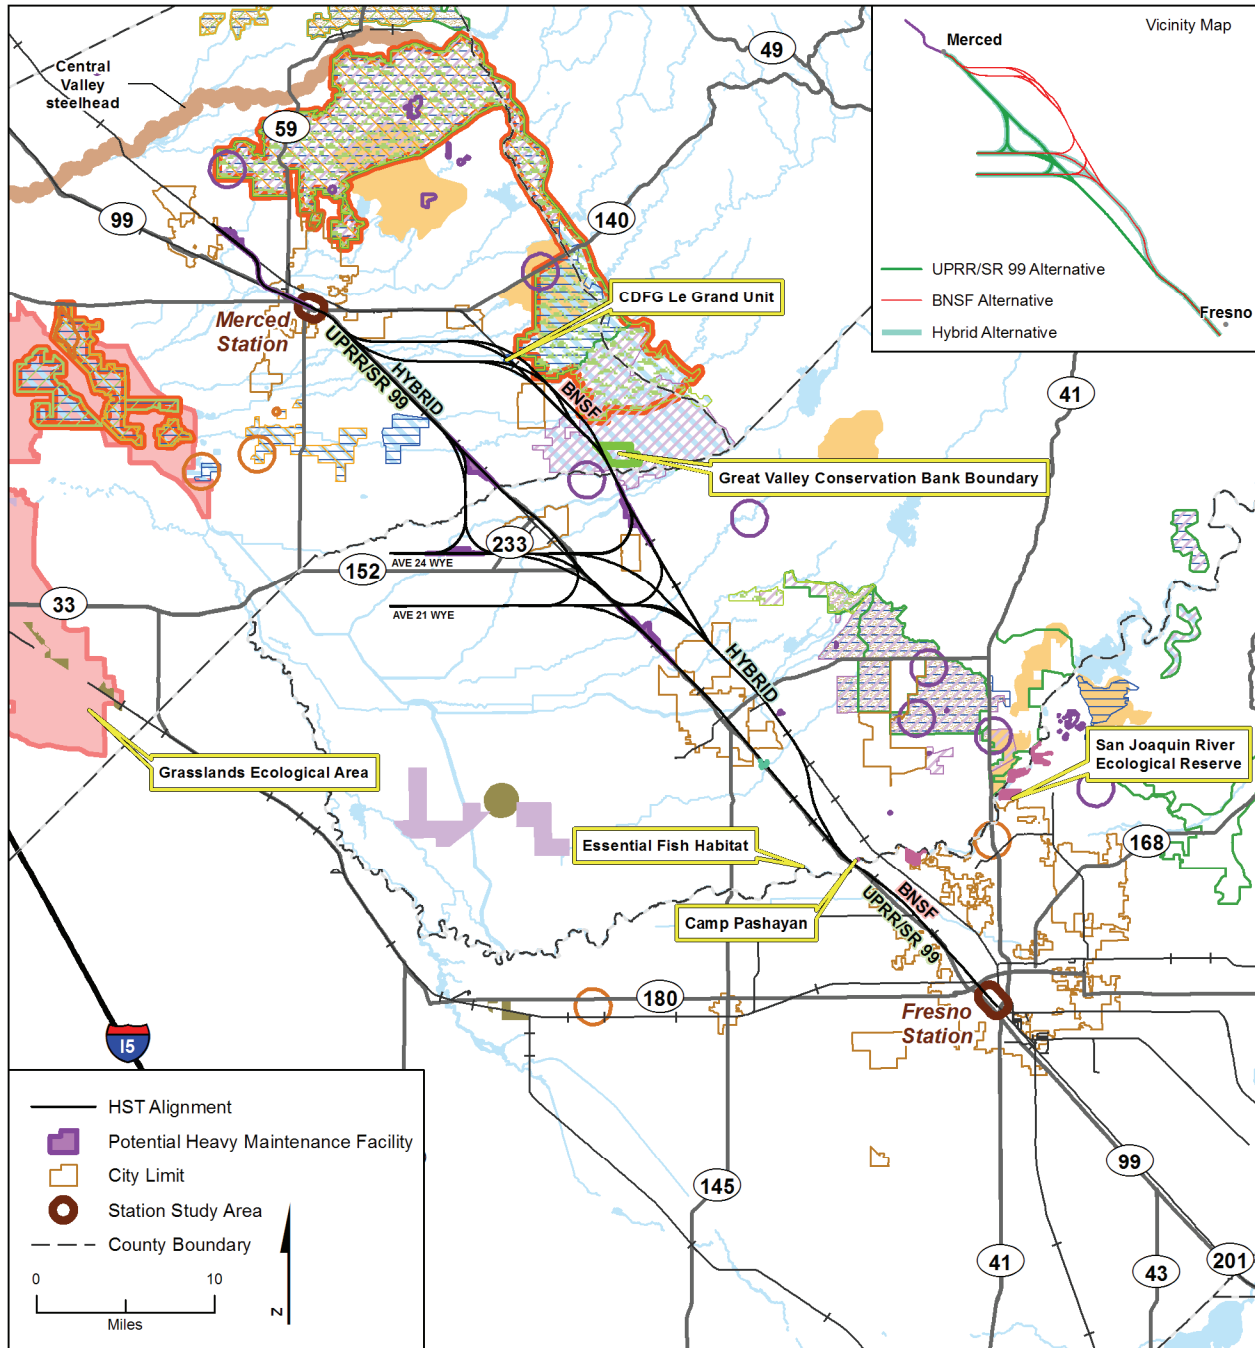 Vicinity Map
Merced
Fresno
UPRR/SR 99 Alternative
BNSF Alternative
Hybrid Alternative
49
Central
Valley
steelhead
59
99
140
CDFG Le Grand Unit
Merced
Station
UPRR/SR 99
HYBRID
BNSF
41
Great Valley Conservation Bank Boundary
233
AVE 24 WYE
152
33
AVE 21 WYE
HYBRID
Grasslands Ecological Area
San Joaquin River
Ecological Reserve
Essential Fish Habitat
168
Camp Pashayan
BNSF
UPRR/SR 99
180
Fresno
Station
15
HST Alignment
Potential Heavy Maintenance Facility
City Limit
Station Study Area
County Boundary
0
10
Miles
N
145
99
41
43
201